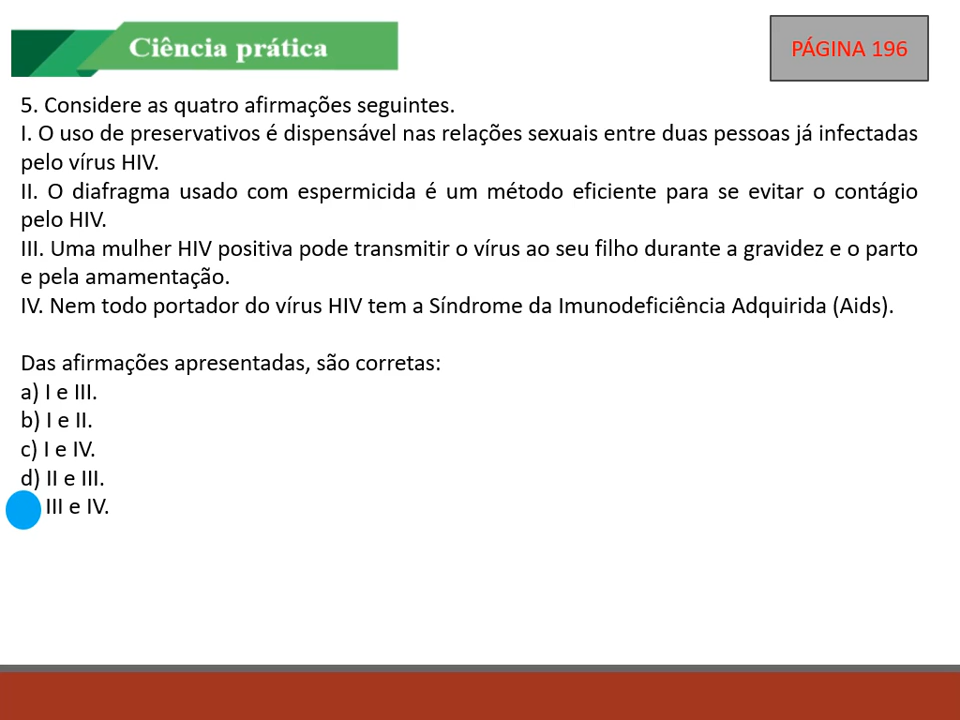 Ciência prática
PÁGINA 196
5. Considere as quatro afirmações seguintes.
I. O uso de preservativos é dispensável nas relações sexuais entre duas pessoas já infectadas
pelo vírus HIV.
II. O diafragma usado com espermicida é um método eficiente para se evitar o contágio
pelo HIV.
III. Uma mulher HIV positiva pode transmitir o vírus ao seu filho durante a gravidez e o parto
e pela amamentação.
IV. Nem todo portador do vírus HIV tem a Síndrome da Imunodeficiência Adquirida (Aids).
Das afirmações apresentadas, são corretas:
a) I e III.
b) I e II.
c) I e IV.
d) II e III.
III e IV.